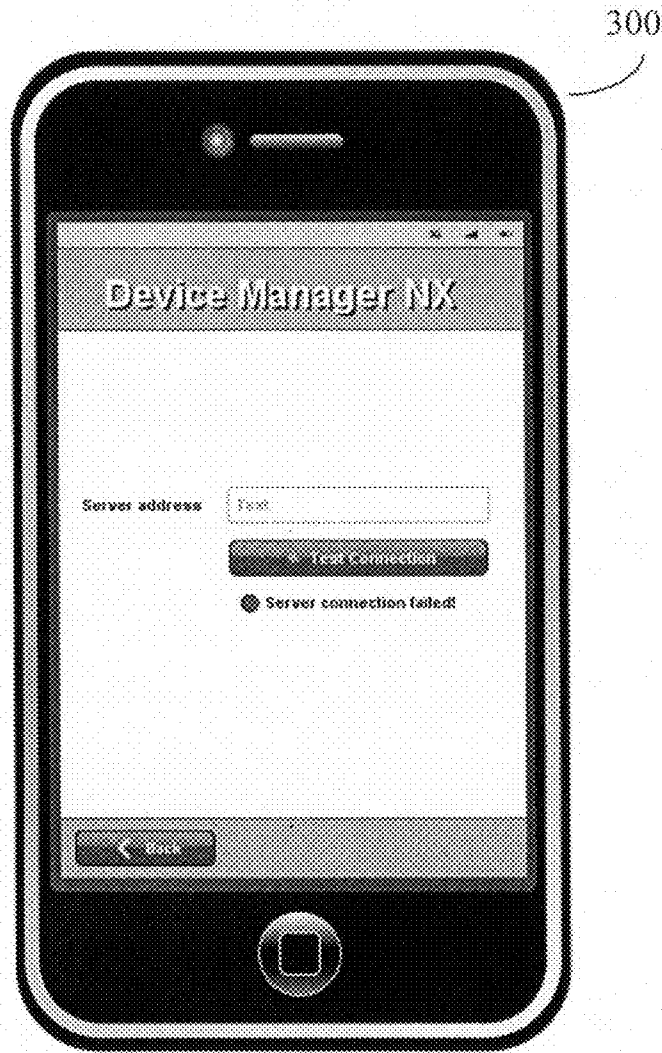 300
Device Manager NX
Server address Text
Test Connection
Server connection failed!
Back